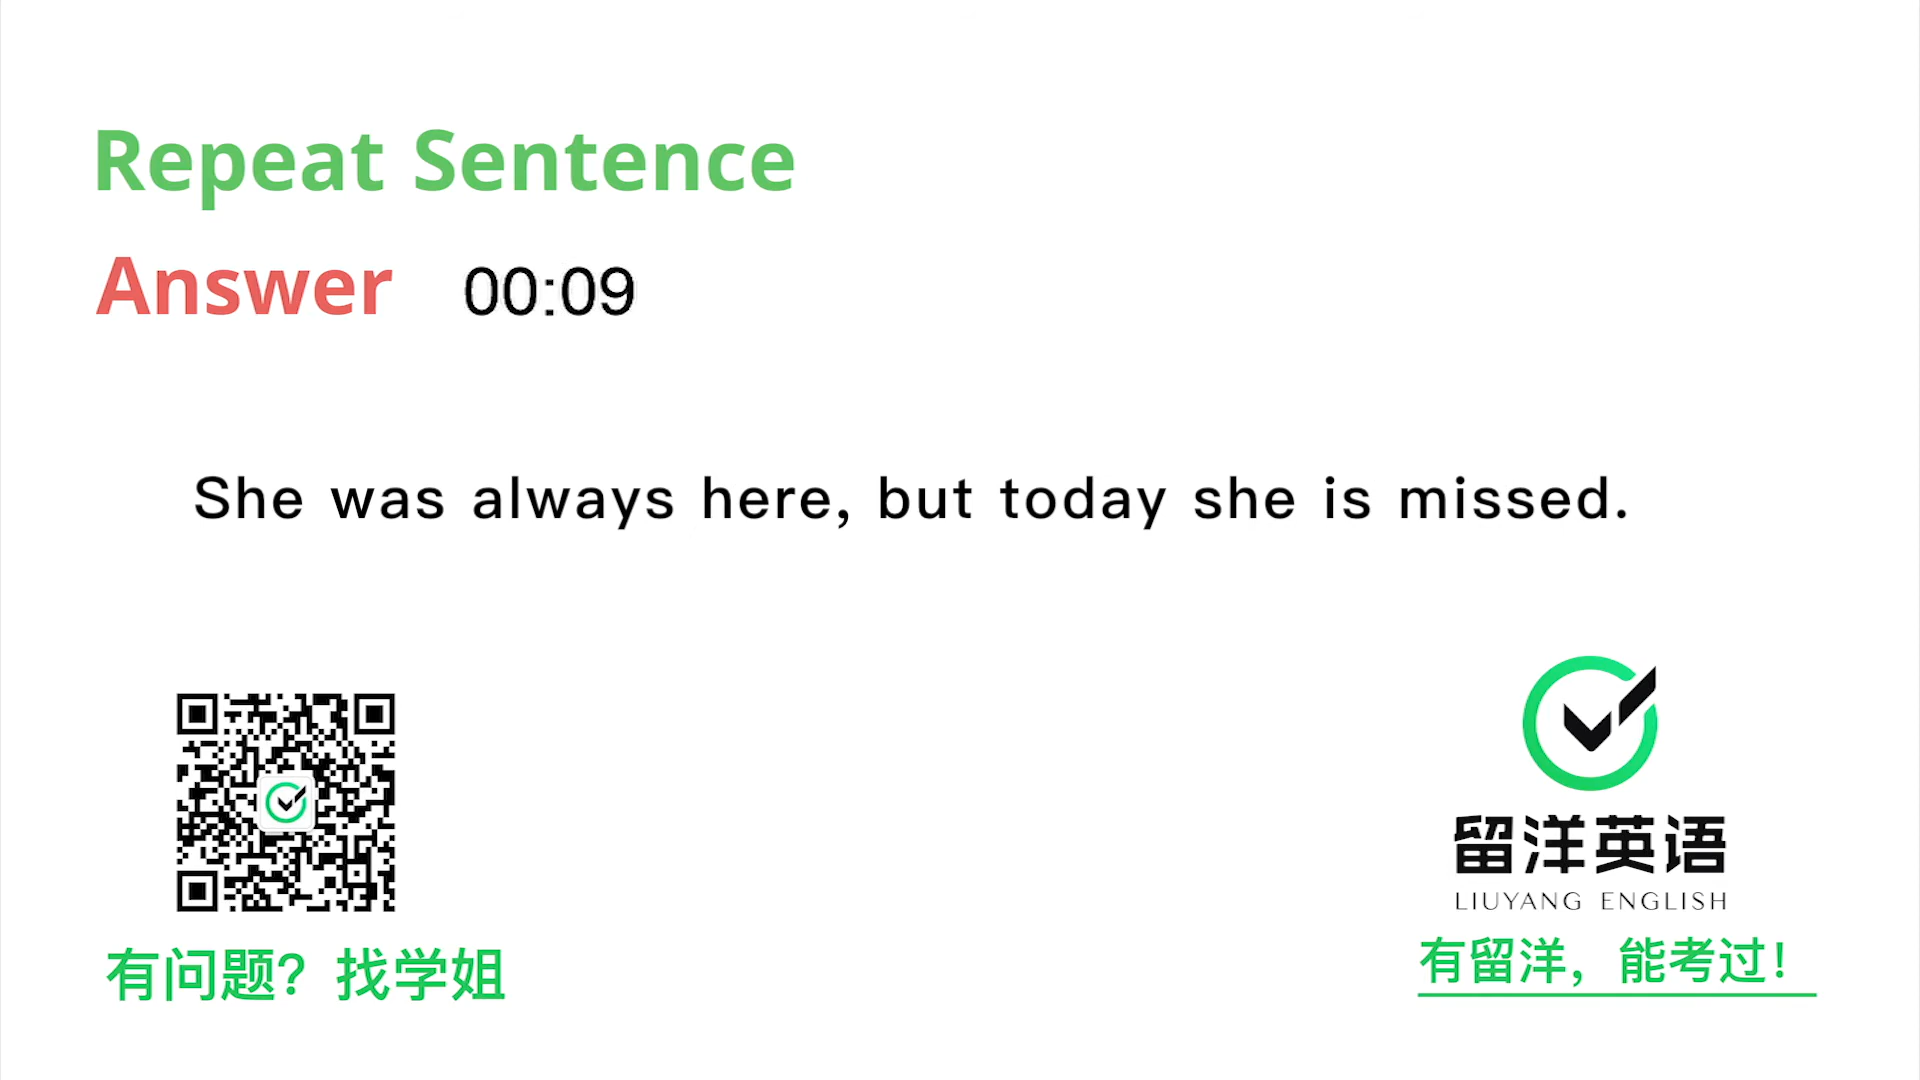 Repeat Sentence
Answer 00:09
She was always here, but today she is missed.
留洋英语
LIUYANG ENGLISH
有问题？找学姐
有留洋，能考过！